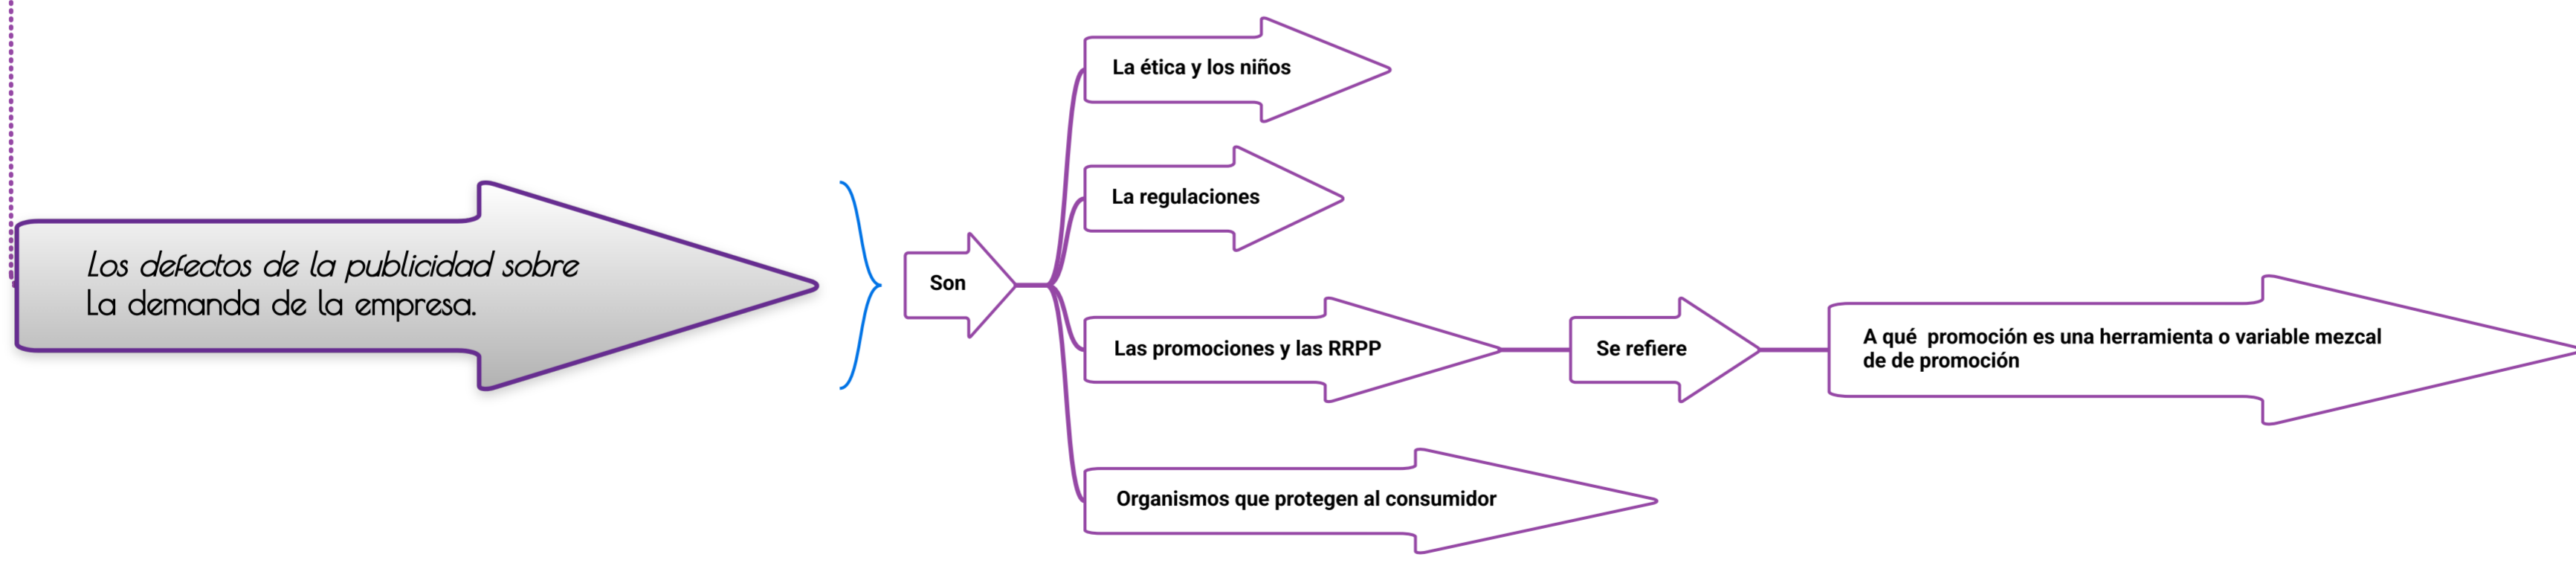 La ética y los niños
La regulaciones
Los defectos de la publicidad sobre
La demanda de la empresa.
Son
Las promociones y las RRPP
Se refiere
A qué promoción es una herramienta o variable mezcal
de de promoción
Organismos que protegen al consumidor